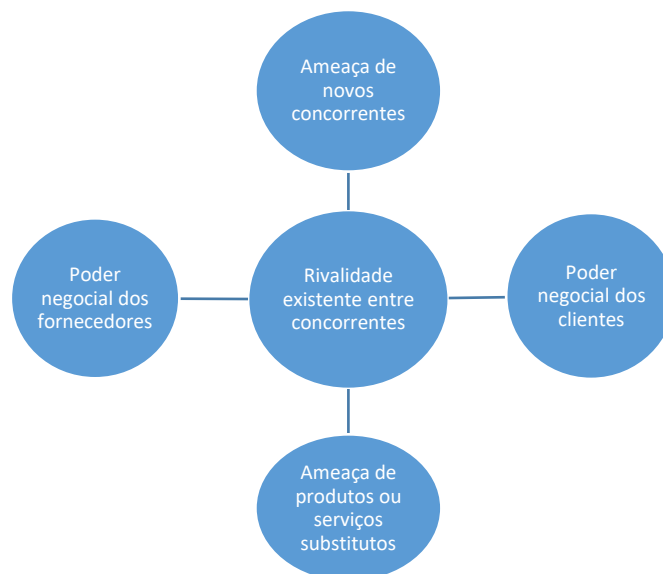 Ameaça de
novos
concorrentes
Poder
negocial dos
fornecedores
Rivalidade
existente entre
concorrentes
Poder
negocial dos
clientes
Ameaça de
produtos ou
serviços
substitutos